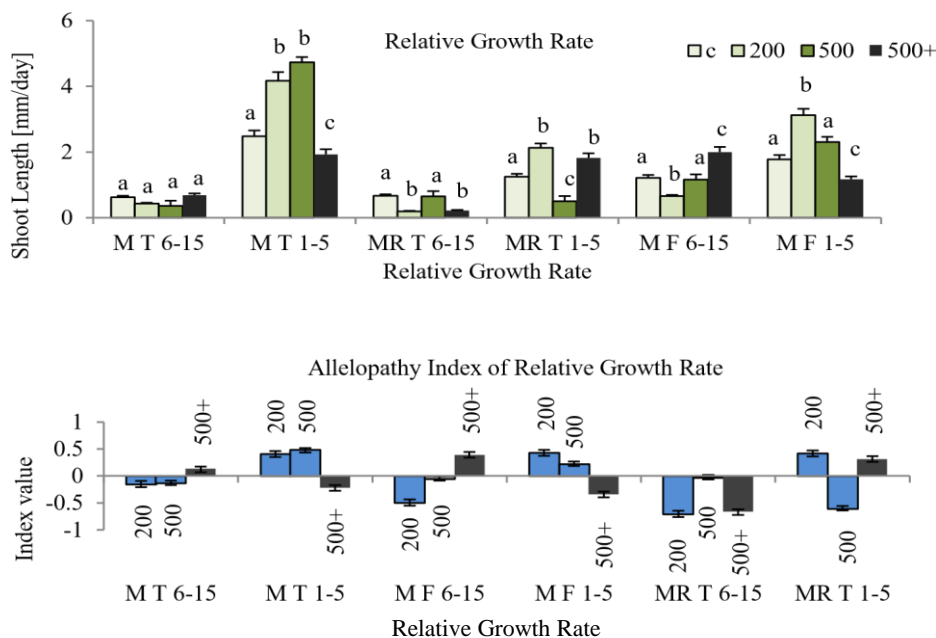 Relative Growth Rate
c 200 500 500+
Shoot Length [mm/day]
6
4
2
0
a a a a
a b b c
a b a b
a b c b
a b a c
a b a c
M T 6-15 M T 1-5 MR T 6-15 MR T 1-5 M F 6-15 M F 1-5
Relative Growth Rate
Allelopathy Index of Relative Growth Rate
Index value
1
0.5
0
-0.5
-1
200 500 500+
200 500 500+
200 500 500+
200 500 500+
200 500 500+
200 500 500+
M T 6-15 M T 1-5 M F 6-15 M F 1-5 MR T 6-15 MR T 1-5
Relative Growth Rate